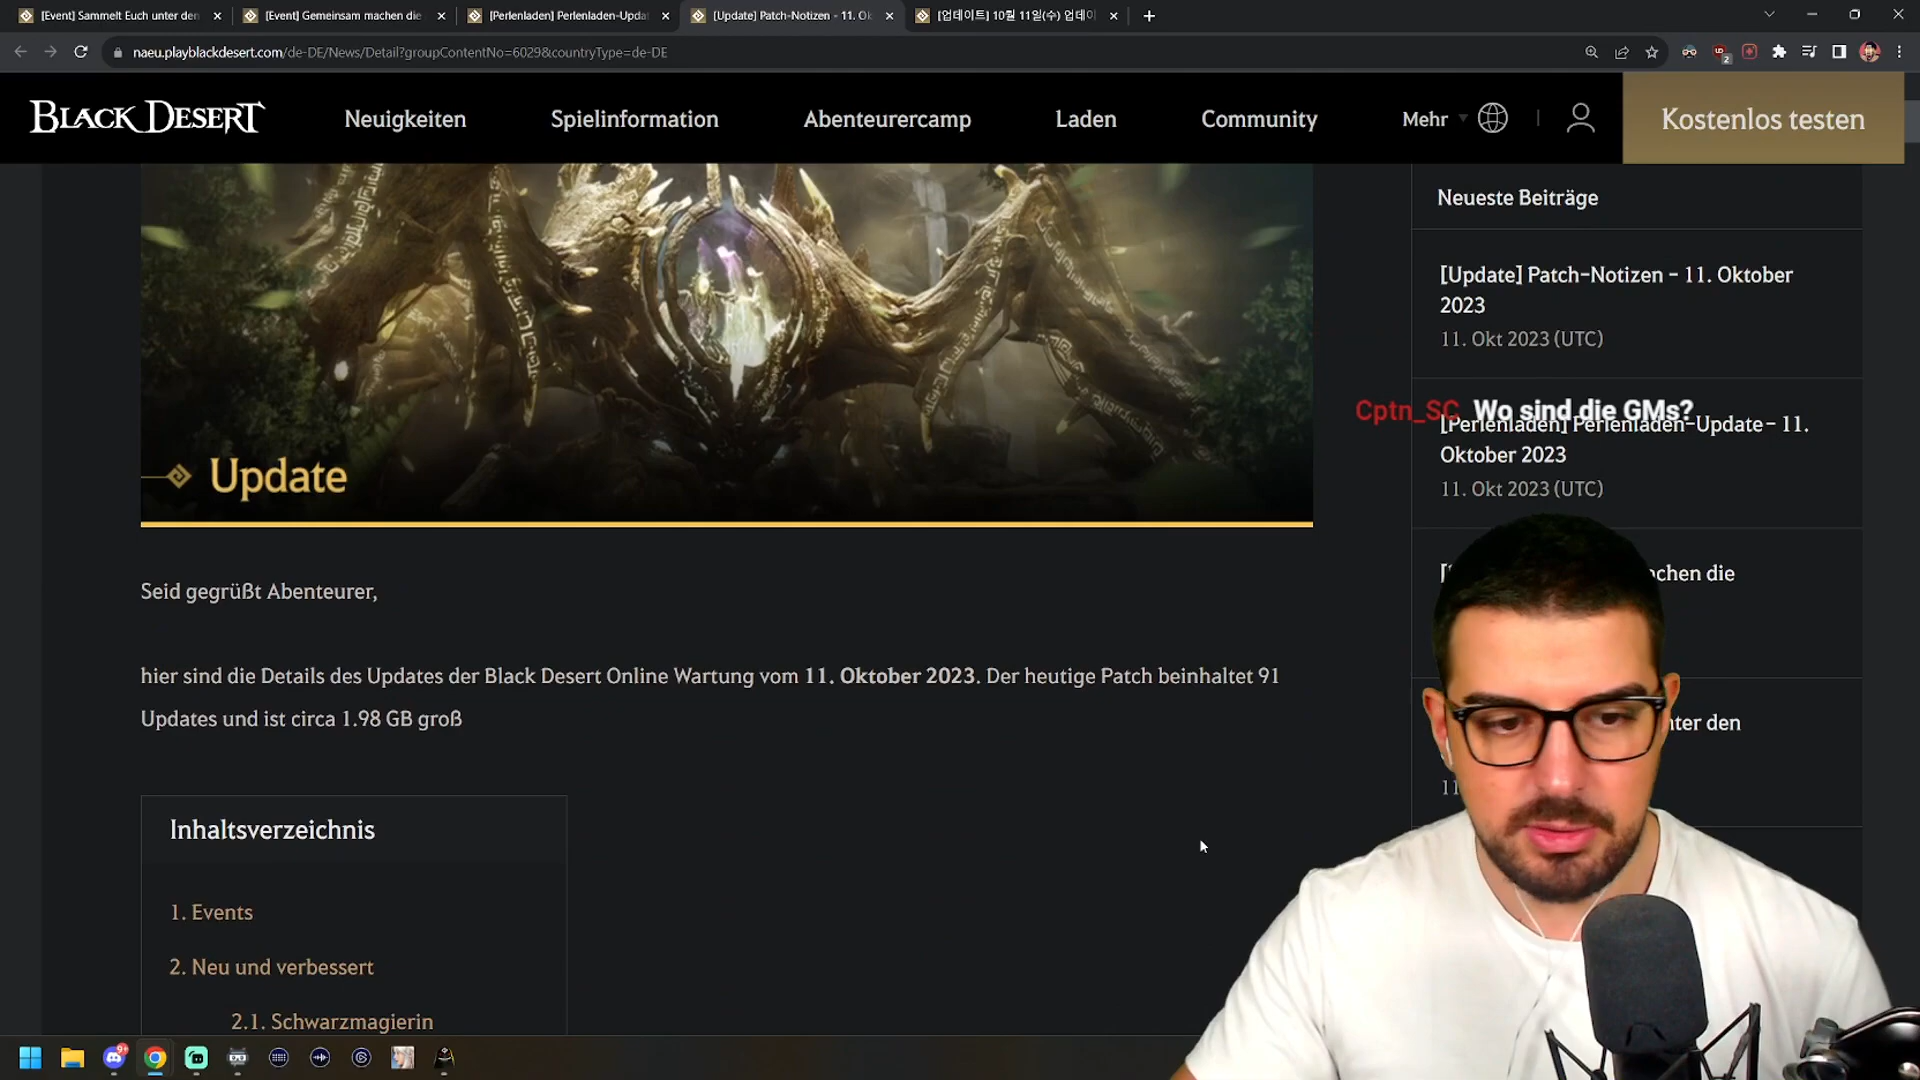 [Event] Sammelt Euch unter den
[Event] Gemeinsam machen die
[Perlenladen] Perlenladen-Upda
[Update] Patch-Notizen - 11. Ok
[업데이트] 10월 11일(수) 업데이
naeu.playblackdesert.com/de-DE/News/Detail?groupContentNo=6029&countryType=de-DE
2
BLACK DESERT
Neuigkeiten
Spielinformation
Abenteurercamp
Laden
Community
Mehr
Kostenlos testen
Update
Seid gegrüßt Abenteurer,
hier sind die Details des Updates der Black Desert Online Wartung vom 11. Oktober 2023. Der heutige Patch beinhaltet 91
Updates und ist circa 1.98 GB groß
Inhaltsverzeichnis
1. Events
2. Neu und verbessert
2.1. Schwarzmagierin
Neueste Beiträge
[Update] Patch-Notizen - 11. Oktober
2023
11. Okt 2023 (UTC)
Cptn_SC Wo sind die GMs?
[Perlenladen] Perlenladen-Update - 11.
Oktober 2023
11. Okt 2023 (UTC)
chen die
nter den
11
9+